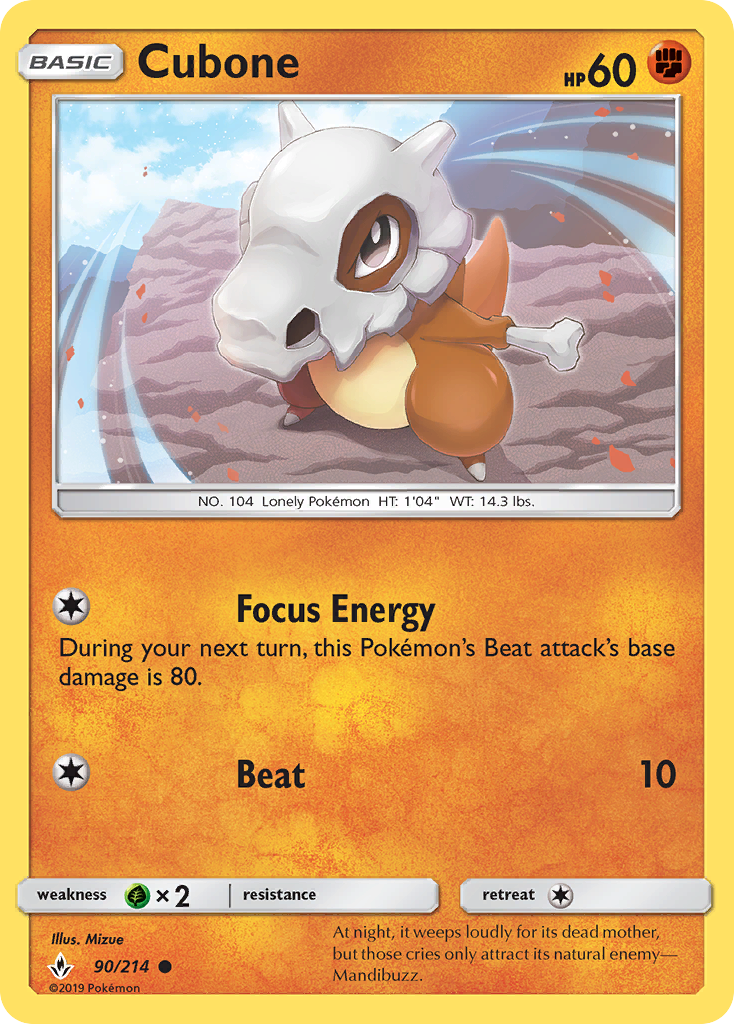 BASIC Cubone HP60
NO. 104 Lonely Pokémon HT: 1'04" WT: 14.3 lbs.
Focus Energy
During your next turn, this Pokémon's Beat attack's base
damage is 80.
Beat 10
weakness ×2 resistance retreat
Illus. Mizue
90/214
©2019 Pokémon
At night, it weeps loudly for its dead mother,
but those cries only attract its natural enemy—
Mandibuzz.